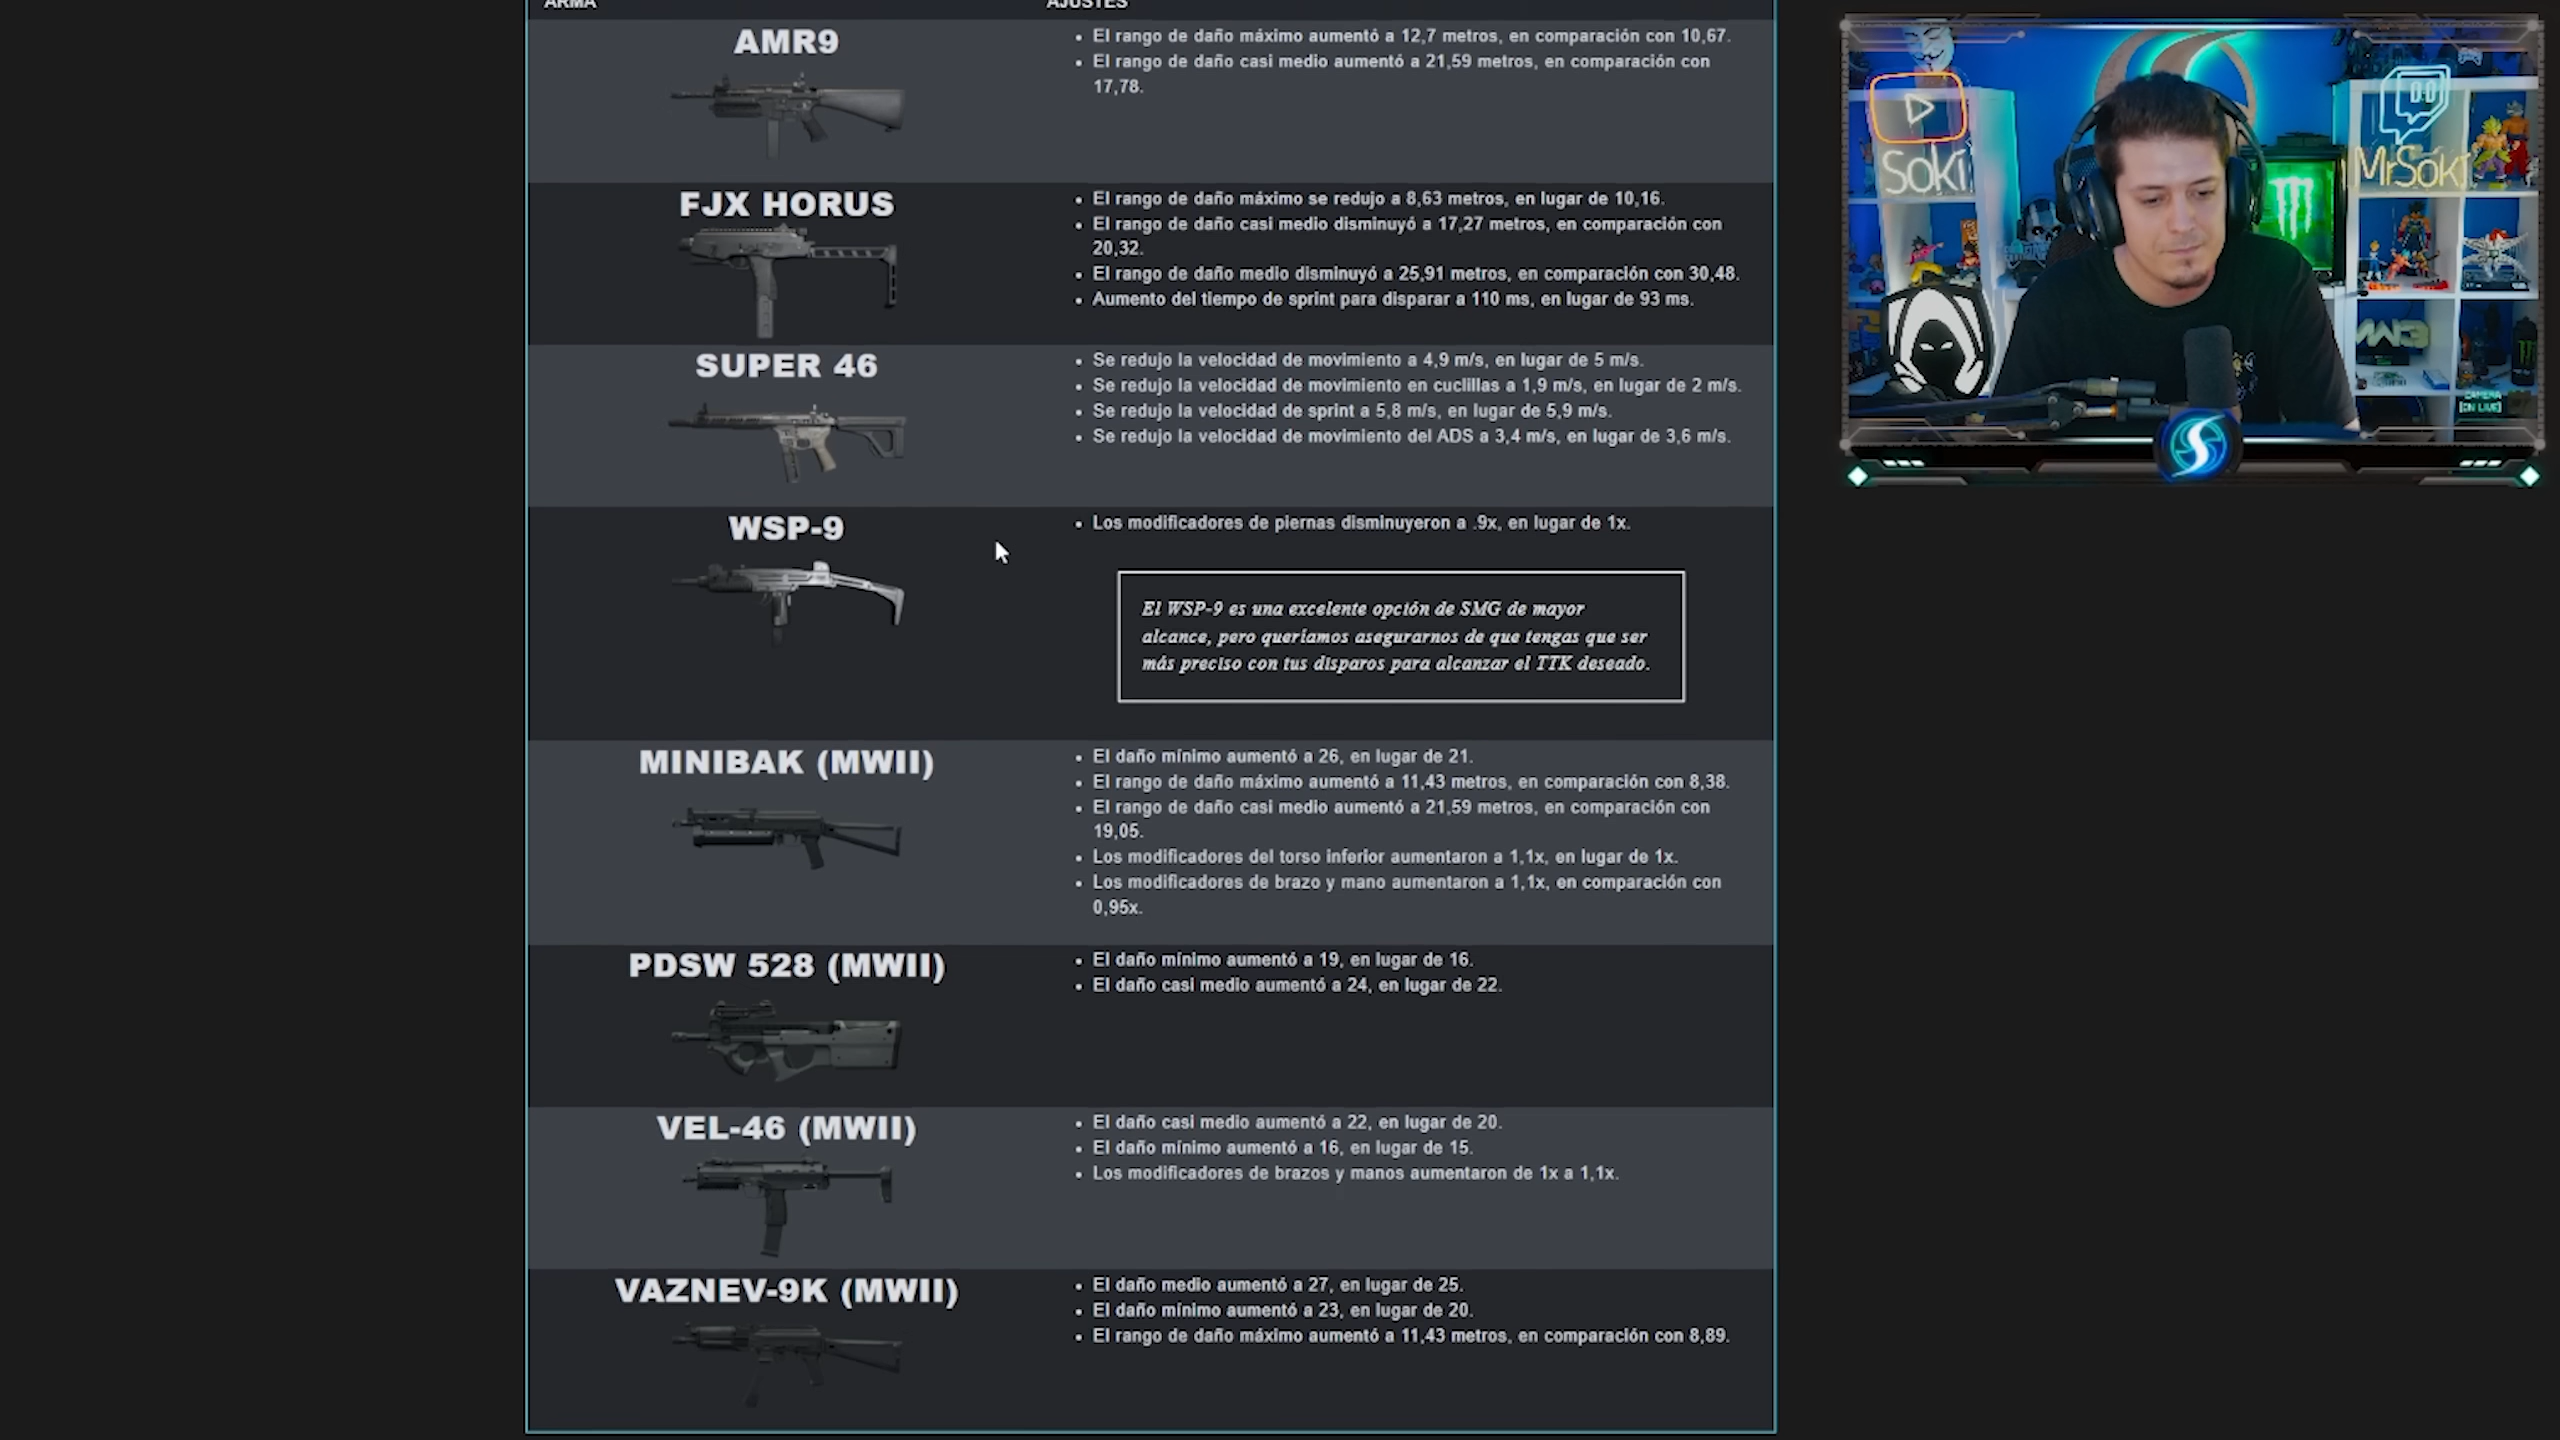 ARMA
AJUSTES
AMR9
• El rango de daño máximo aumentó a 12,7 metros, en comparación con 10,67.
• El rango de daño casi medio aumentó a 21,59 metros, en comparación con
17,78.
FJX HORUS
• El rango de daño máximo se redujo a 8,63 metros, en lugar de 10,16.
• El rango de daño casi medio disminuyó a 17,27 metros, en comparación con
20,32.
• El rango de daño medio disminuyó a 25,91 metros, en comparación con 30,48.
• Aumento del tiempo de sprint para disparar a 110 ms, en lugar de 93 ms.
SUPER 46
• Se redujo la velocidad de movimiento a 4,9 m/s, en lugar de 5 m/s.
• Se redujo la velocidad de movimiento en cuclillas a 1,9 m/s, en lugar de 2 m/s.
• Se redujo la velocidad de sprint a 5,8 m/s, en lugar de 5,9 m/s.
• Se redujo la velocidad de movimiento del ADS a 3,4 m/s, en lugar de 3,6 m/s.
WSP-9
• Los modificadores de piernas disminuyeron a .9x, en lugar de 1x.
El WSP-9 es una excelente opción de SMG de mayor
alcance, pero queríamos asegurarnos de que tengas que ser
más preciso con tus disparos para alcanzar el TTK deseado.
MINIBAK (MWII)
• El daño mínimo aumentó a 26, en lugar de 21.
• El rango de daño máximo aumentó a 11,43 metros, en comparación con 8,38.
• El rango de daño casi medio aumentó a 21,59 metros, en comparación con
19,05.
• Los modificadores del torso inferior aumentaron a 1,1x, en lugar de 1x.
• Los modificadores de brazo y mano aumentaron a 1,1x, en comparación con
0,95x.
PDSW 528 (MWII)
• El daño mínimo aumentó a 19, en lugar de 16.
• El daño casi medio aumentó a 24, en lugar de 22.
VEL-46 (MWII)
• El daño casi medio aumentó a 22, en lugar de 20.
• El daño mínimo aumentó a 16, en lugar de 15.
• Los modificadores de brazos y manos aumentaron de 1x a 1,1x.
VAZNEV-9K (MWII)
• El daño medio aumentó a 27, en lugar de 25.
• El daño mínimo aumentó a 23, en lugar de 20.
• El rango de daño máximo aumentó a 11,43 metros, en comparación con 8,89.
Soki
MrSoki
CAMERA
[ON LIVE]